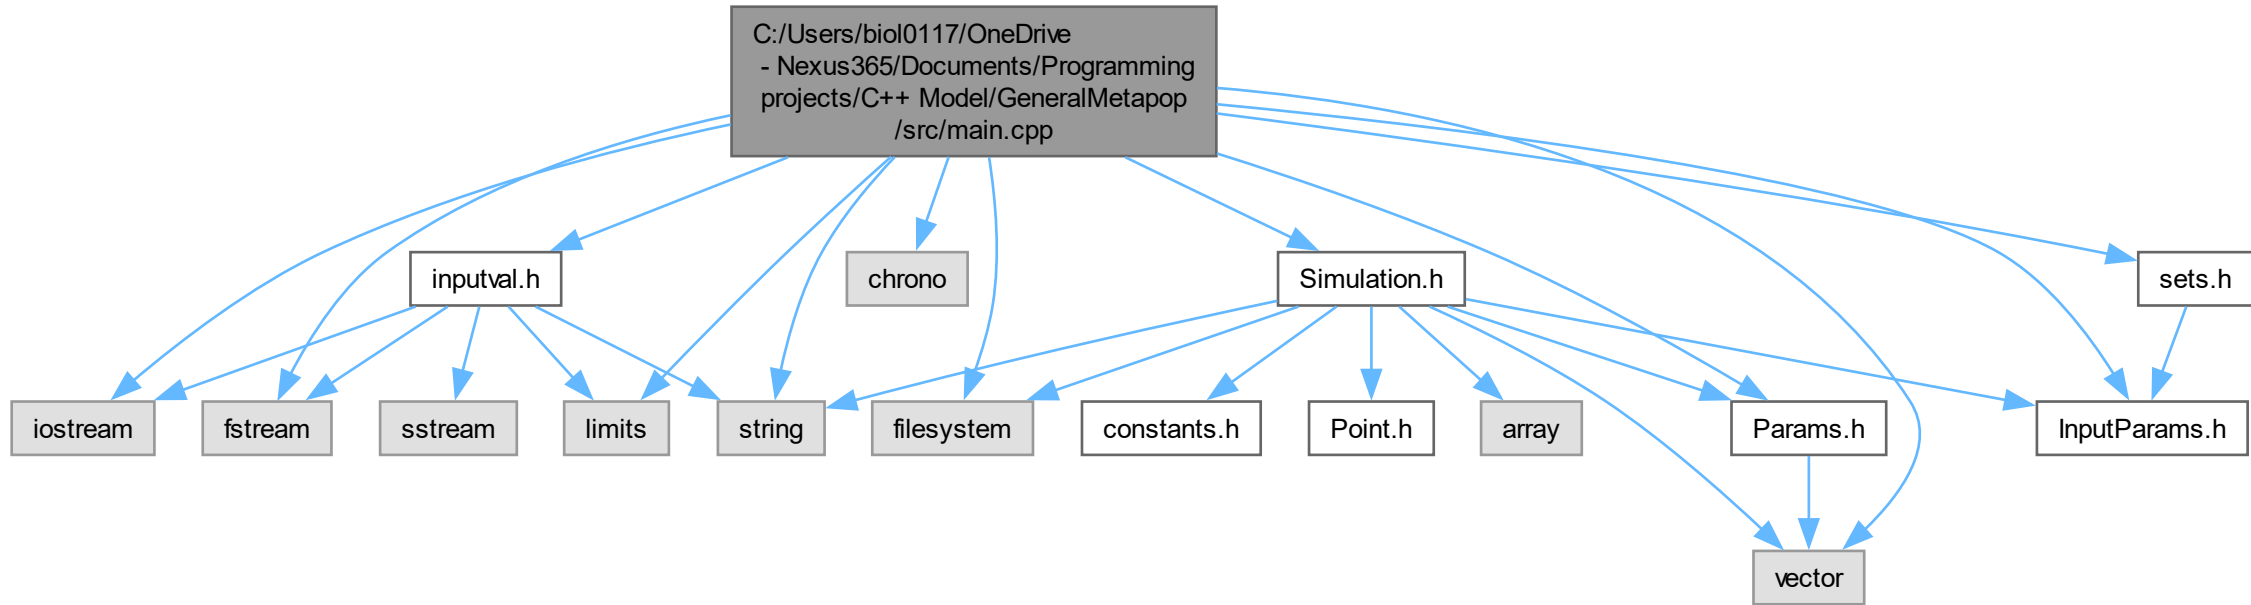 C:/Users/biol0117/OneDrive
- Nexus365/Documents/Programming
projects/C++ Model/GeneralMetapop
/src/main.cpp
inputval.h
chrono
Simulation.h
sets.h
iostream
fstream
sstream
limits
string
filesystem
constants.h
Point.h
array
Params.h
InputParams.h
vector